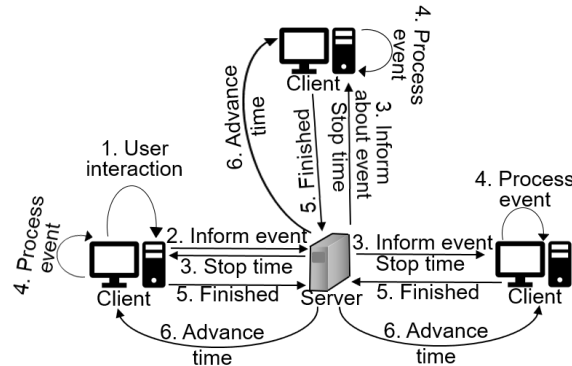 4. Process
event
Client
6. Advance
time
5. Finished
3. Inform
about event
Stop time
1. User
interaction
4. Process
event
Client
2. Inform event
3. Stop time
5. Finished
Server
3. Inform event
Stop time
5. Finished
4. Process
event
Client
6. Advance
time
6. Advance
time